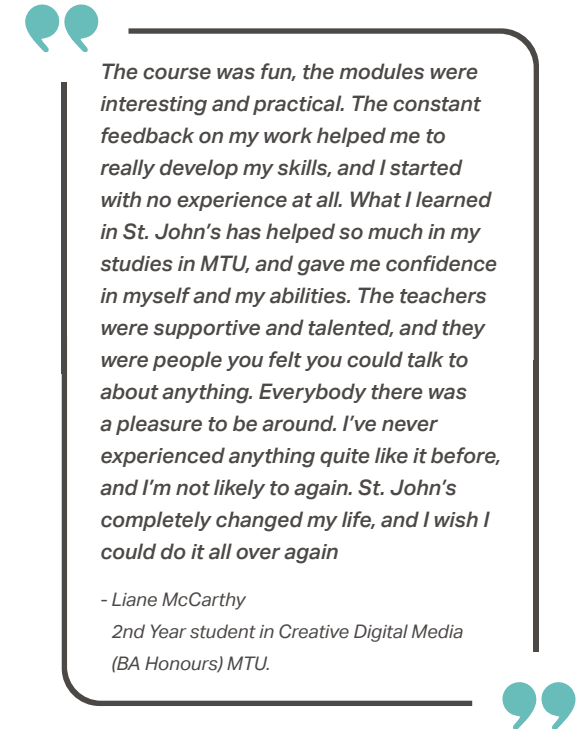 The course was fun, the modules were
interesting and practical. The constant
feedback on my work helped me to
really develop my skills, and I started
with no experience at all. What I learned
in St. John’s has helped so much in my
studies in MTU, and gave me confidence
in myself and my abilities. The teachers
were supportive and talented, and they
were people you felt you could talk to
about anything. Everybody there was
a pleasure to be around. I’ve never
experienced anything quite like it before,
and I’m not likely to again. St. John’s
completely changed my life, and I wish I
could do it all over again
- Liane McCarthy
2nd Year student in Creative Digital Media
(BA Honours) MTU.